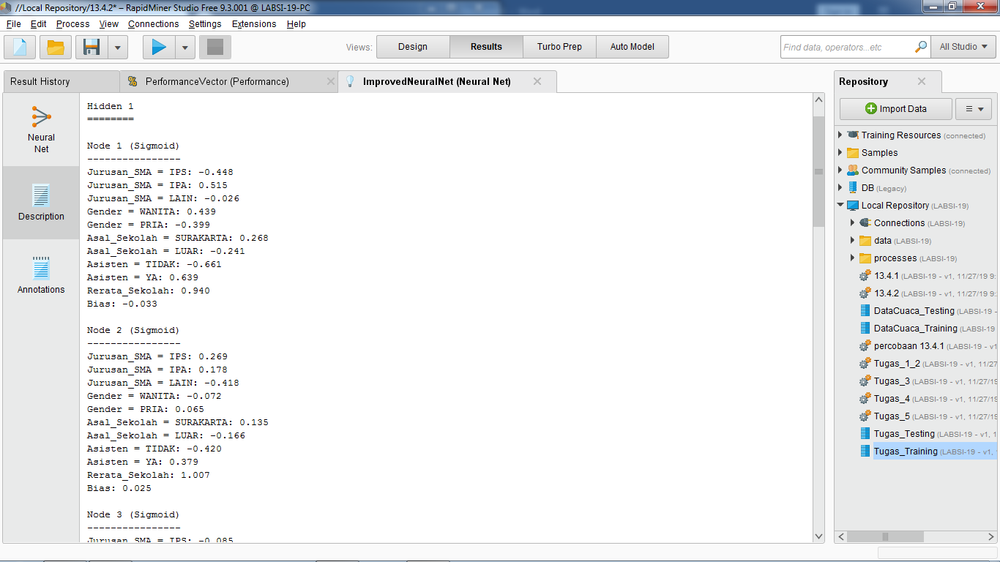 //Local Repository/13.4.2* – RapidMiner Studio Free 9.3.001 @ LABSI-19-PC
File Edit Process View Connections Settings Extensions Help
Views: Design Results Turbo Prep Auto Model Find data, operators...etc All Studio
Result History PerformanceVector (Performance) ImprovedNeuralNet (Neural Net)
Neural
Net
Description
Annotations
Hidden 1
========
Node 1 (Sigmoid)
----------------
Jurusan_SMA = IPS: -0.448
Jurusan_SMA = IPA: 0.515
Jurusan_SMA = LAIN: -0.026
Gender = WANITA: 0.439
Gender = PRIA: -0.399
Asal_Sekolah = SURAKARTA: 0.268
Asal_Sekolah = LUAR: -0.241
Asisten = TIDAK: -0.661
Asisten = YA: 0.639
Rerata_Sekolah: 0.940
Bias: -0.033
Node 2 (Sigmoid)
----------------
Jurusan_SMA = IPS: 0.269
Jurusan_SMA = IPA: 0.178
Jurusan_SMA = LAIN: -0.418
Gender = WANITA: -0.072
Gender = PRIA: 0.065
Asal_Sekolah = SURAKARTA: 0.135
Asal_Sekolah = LUAR: -0.166
Asisten = TIDAK: -0.420
Asisten = YA: 0.379
Rerata_Sekolah: 1.007
Bias: 0.025
Node 3 (Sigmoid)
----------------
Jurusan_SMA = IPS: -0.085
Repository
Import Data
Training Resources (connected)
Samples
Community Samples (connected)
DB (Legacy)
Local Repository (LABSI-19)
Connections (LABSI-19)
data (LABSI-19)
processes (LABSI-19)
13.4.1 (LABSI-19 - v1, 11/27/19 9:
13.4.2 (LABSI-19 - v1, 11/27/19 9:
DataCuaca_Testing (LABSI-19 -
DataCuaca_Training (LABSI-19
percobaan 13.4.1 (LABSI-19 - v1
Tugas_1_2 (LABSI-19 - v1, 11/27
Tugas_3 (LABSI-19 - v1, 11/27/19
Tugas_4 (LABSI-19 - v1, 11/27/19
Tugas_5 (LABSI-19 - v1, 11/27/19
Tugas_Testing (LABSI-19 - v1, 1
Tugas_Training (LABSI-19 - v1,